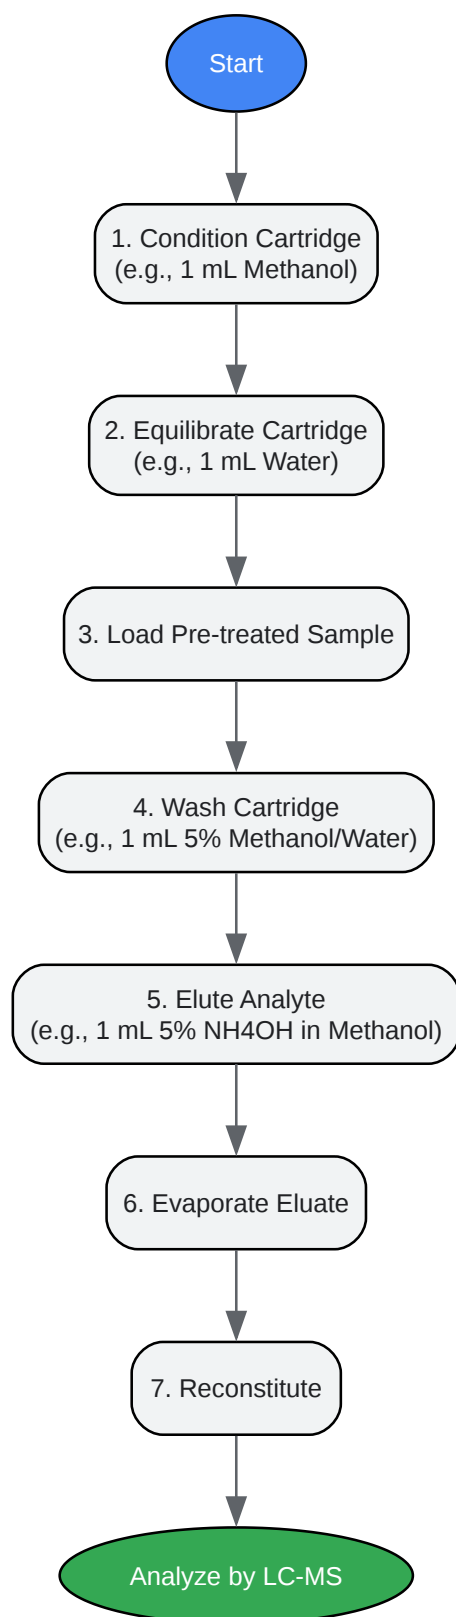 Start
1. Condition Cartridge
(e.g., 1 mL Methanol)
2. Equilibrate Cartridge
(e.g., 1 mL Water)
3. Load Pre-treated Sample
4. Wash Cartridge
(e.g., 1 mL 5% Methanol/Water)
5. Elute Analyte
(e.g., 1 mL 5% NH4OH in Methanol)
6. Evaporate Eluate
7. Reconstitute
Analyze by LC-MS